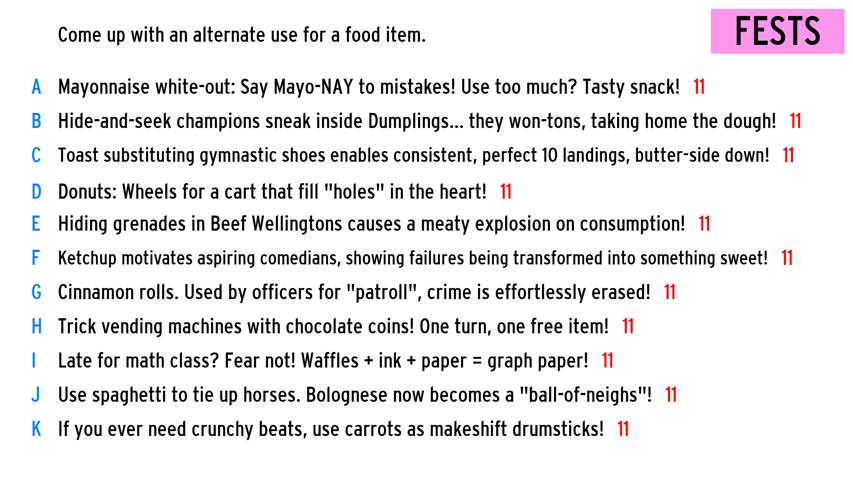 Come up with an alternate use for a food item.
FESTS
A Mayonnaise white-out: Say Mayo-NAY to mistakes! Use too much? Tasty snack! 11
B Hide-and-seek champions sneak inside Dumplings... they won-tons, taking home the dough! 11
C Toast substituting gymnastic shoes enables consistent, perfect 10 landings, butter-side down! 11
D Donuts: Wheels for a cart that fill "holes" in the heart! 11
E Hiding grenades in Beef Wellingtons causes a meaty explosion on consumption! 11
F Ketchup motivates aspiring comedians, showing failures being transformed into something sweet! 11
G Cinnamon rolls. Used by officers for "patroll", crime is effortlessly erased! 11
H Trick vending machines with chocolate coins! One turn, one free item! 11
I Late for math class? Fear not! Waffles + ink + paper = graph paper! 11
J Use spaghetti to tie up horses. Bolognese now becomes a "ball-of-neighs"! 11
K If you ever need crunchy beats, use carrots as makeshift drumsticks! 11